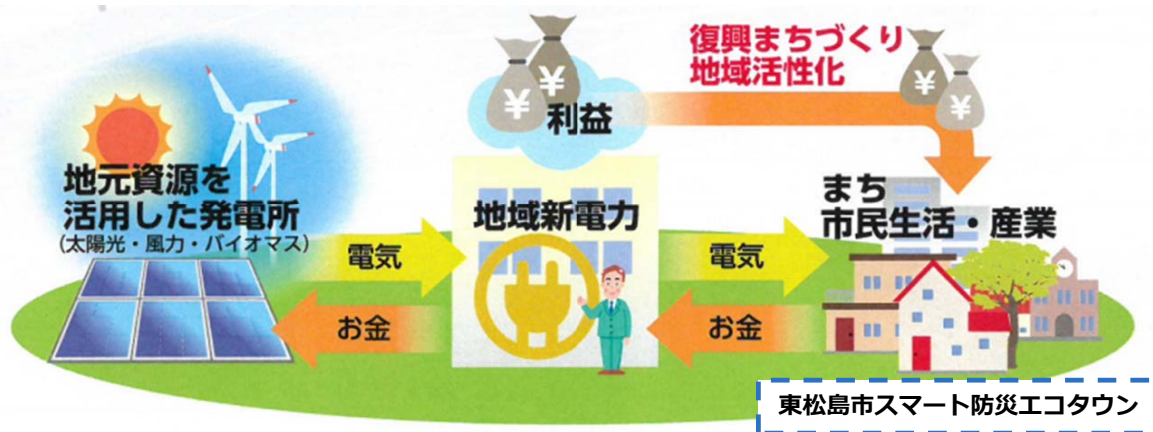 復興まちづくり
地域活性化
¥
¥
¥
¥
利益
地元資源を
活用した発電所
(太陽光・風力・バイオマス)
電気
お金
地域新電力
電気
お金
まち
市民生活・産業
東松島市スマート防災エコタウン